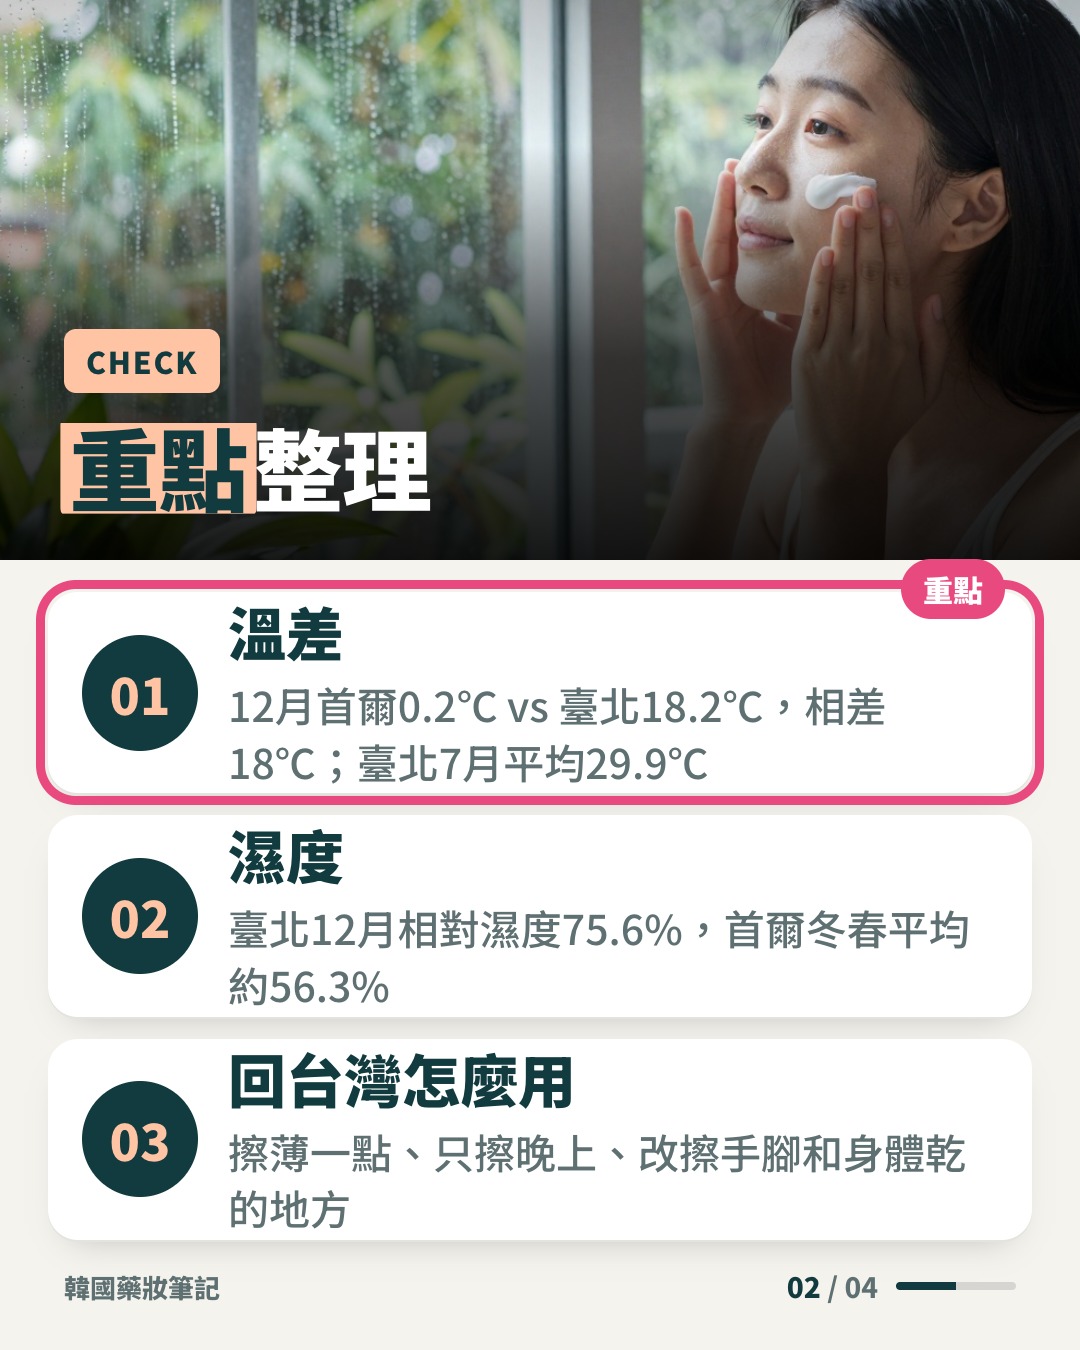 CHECK
重點整理
重點
01
溫差
12月首爾0.2°C vs 臺北18.2°C，相差
18°C；臺北7月平均29.9°C
02
濕度
臺北12月相對濕度75.6%，首爾冬春平均
約56.3%
03
回台灣怎麼用
擦薄一點、只擦晚上、改擦手腳和身體乾
的地方
韓國藥妝筆記
02 / 04